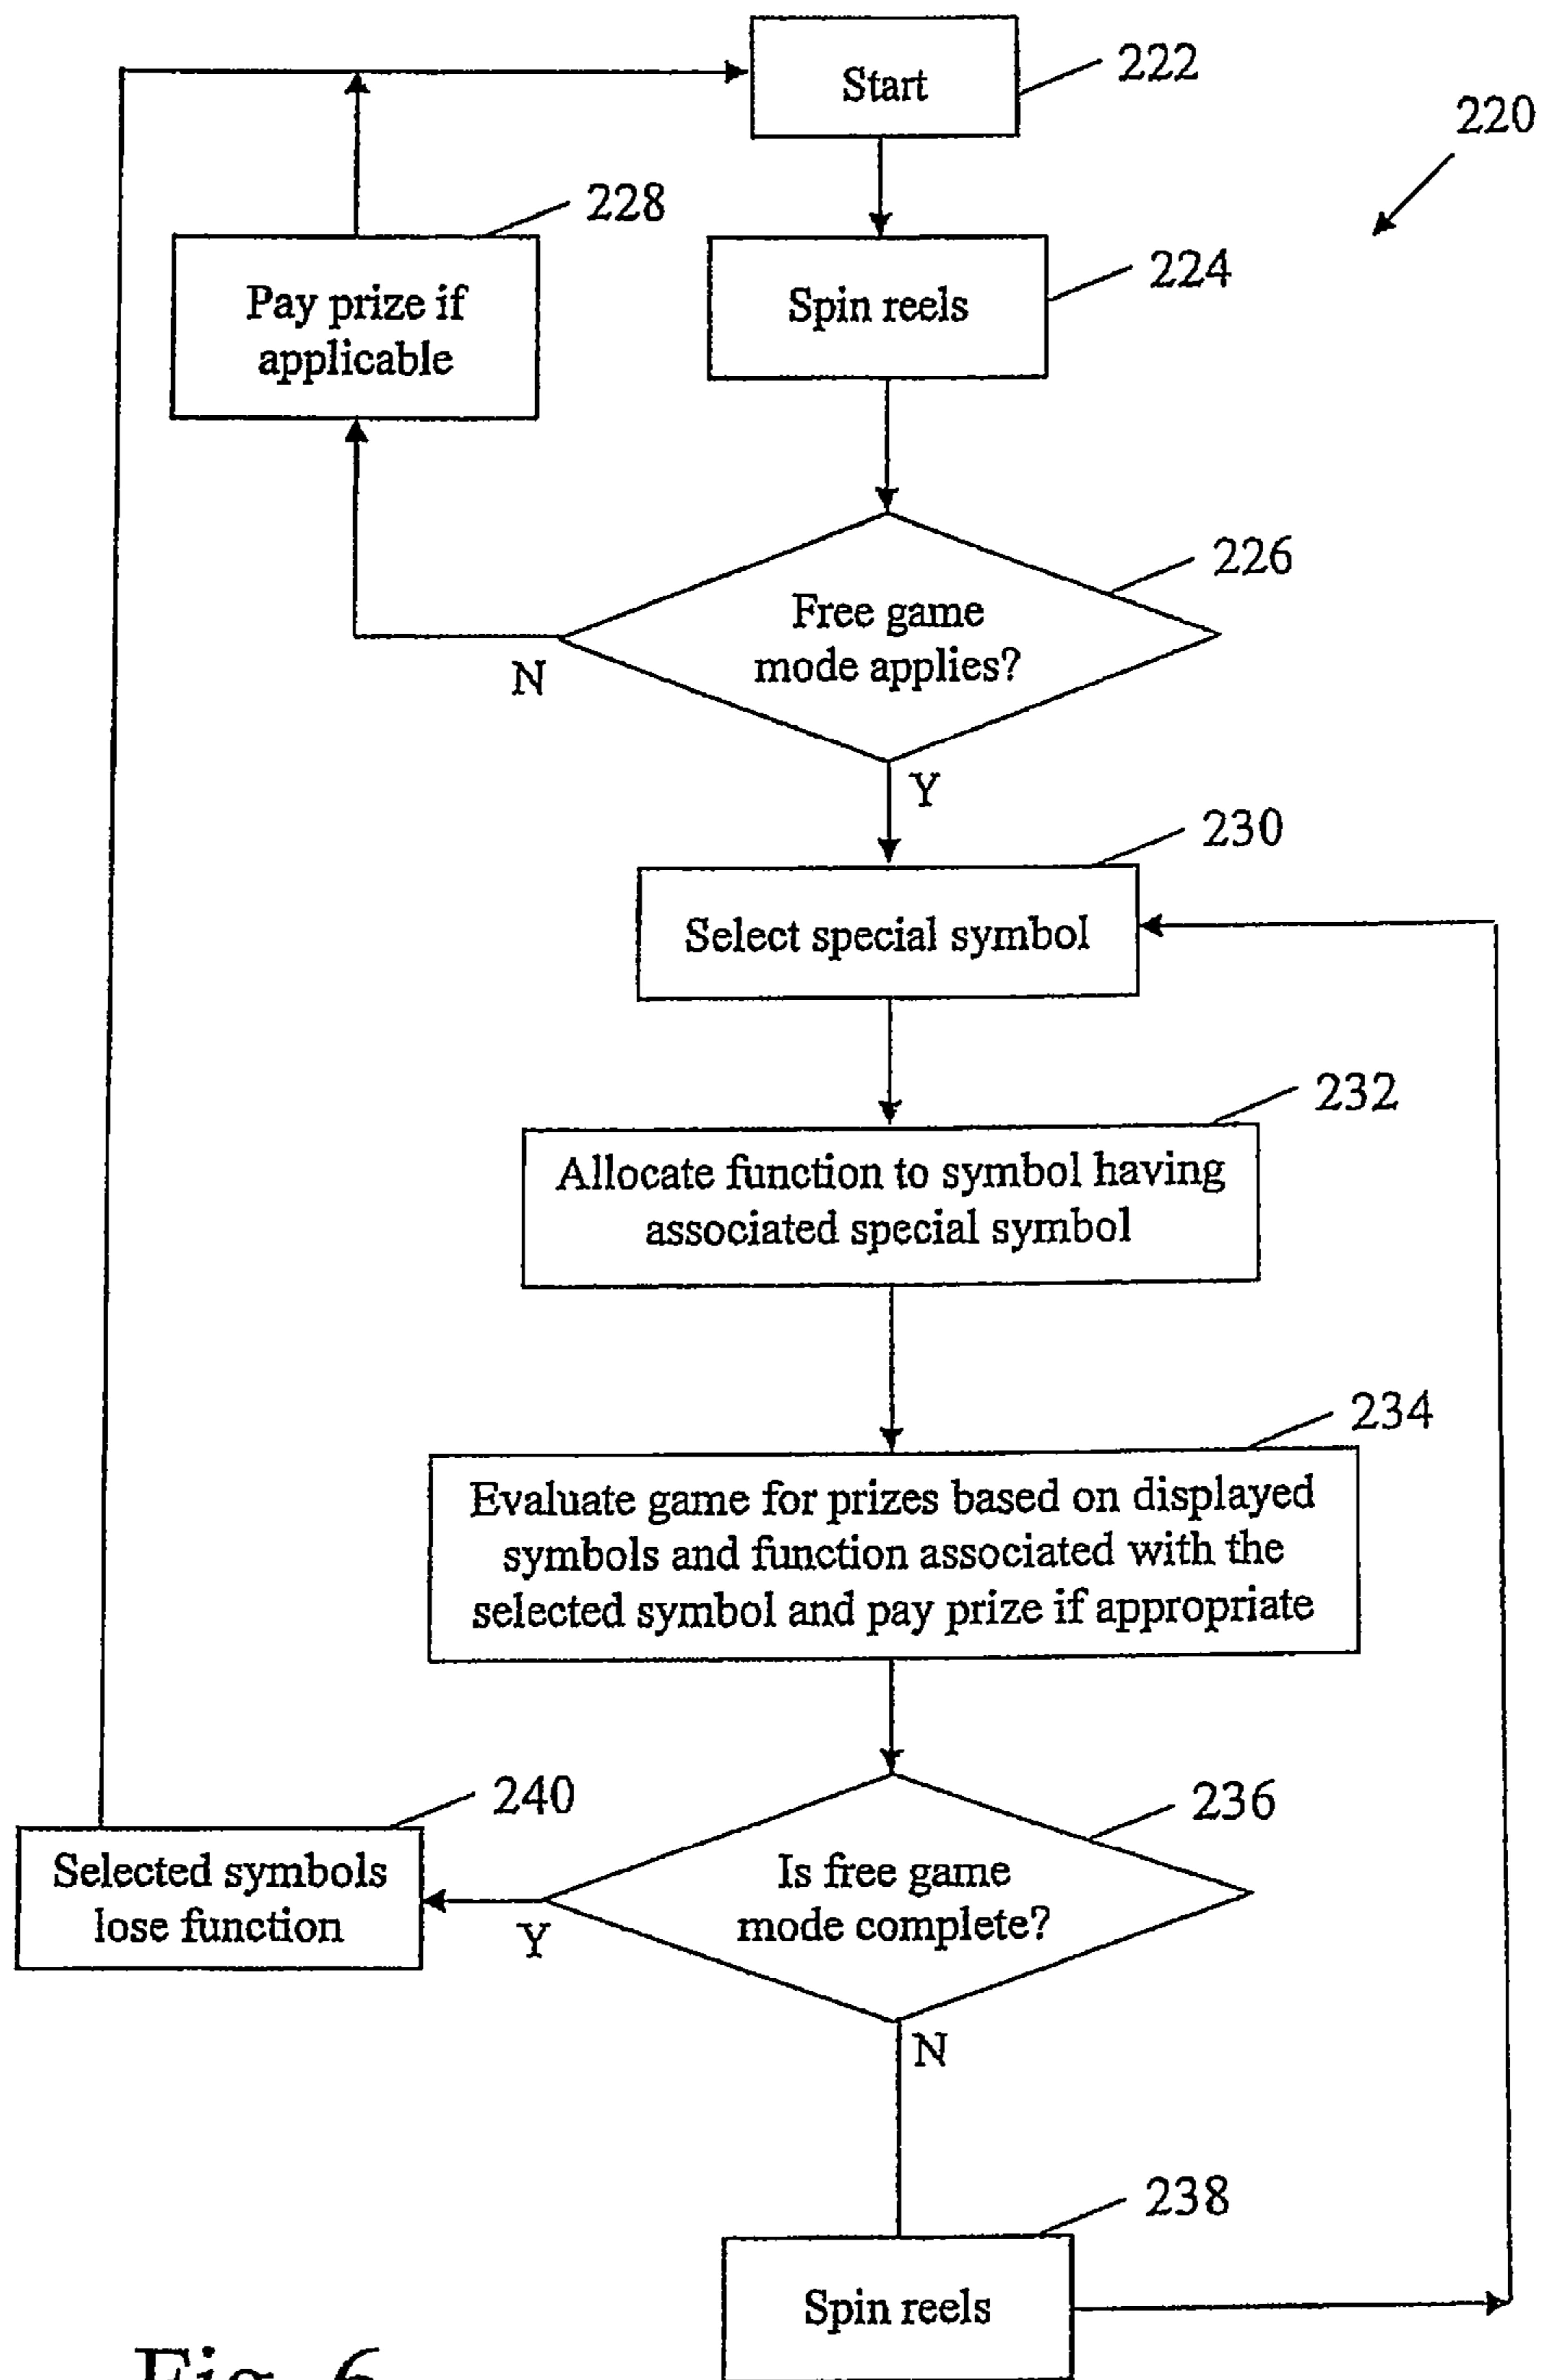 Start
222
220
228
Pay prize if
applicable
Spin reels
224
Free game
mode applies?
226
N
Y
230
Select special symbol
232
Allocate function to symbol having
associated special symbol
234
Evaluate game for prizes based on displayed
symbols and function associated with the
selected symbol and pay prize if appropriate
240
Selected symbols
lose function
236
Is free game
mode complete?
Y
N
238
Spin reels
Fig. 6